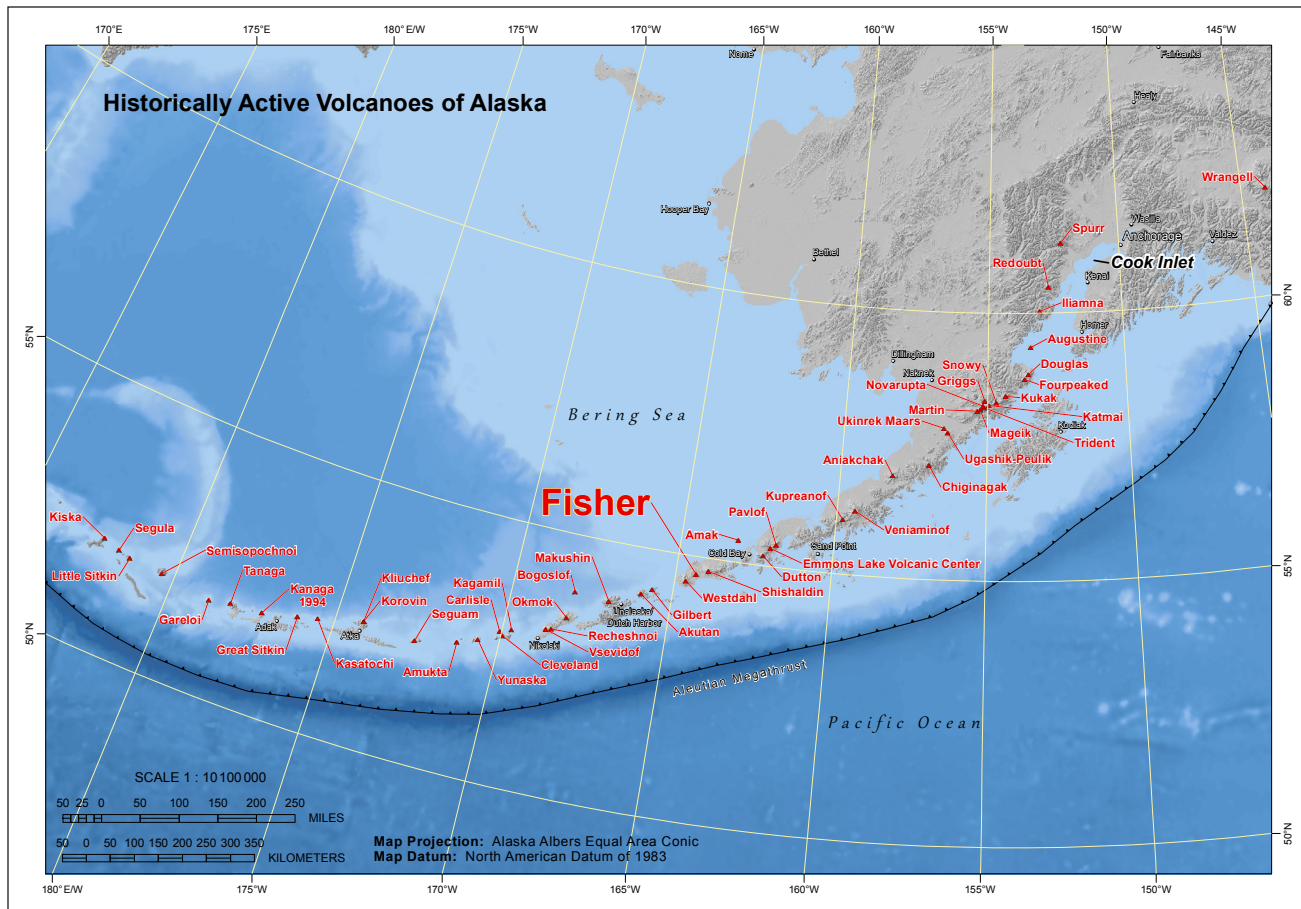 170°E
175°E
180°E/W
175°W
170°W
165°W
160°W
155°W
150°W
145°W
Historically Active Volcanoes of Alaska
Nome
Fairbanks
Healy
Wrangell
Hooper Bay
Wasilla
Spurr
Anchorage
Valdez
Bethel
Redoubt
Cook Inlet
Kenai
60°N
60°N
Iliamna
Homer
55°N
Augustine
Dillingham
Snowy
Douglas
Naknek
Griggs
Novarupta
Fourpeaked
Kukak
Martin
Katmai
Bering Sea
Ukinrek Maars
Mageik
Kodiak
Trident
Aniakchak
Ugashik-Peulik
Chiginagak
Fisher
Kupreanof
Pavlof
Veniaminof
Kiska
Segula
Amak
Sand Point
Cold Bay
Semisopochnoi
Makushin
Emmons Lake Volcanic Center
55°N
Little Sitkin
Tanaga
Kliuchef
Kagamil
Bogoslof
Dutton
Kanaga
1994
Korovin
Carlisle
Okmok
Shishaldin
Westdahl
Seguam
Unalaska/
Dutch Harbor
Gilbert
Gareloi
Adak
Atka
Akutan
50°N
Great Sitkin
Nikolski
Recheshnoi
Vsevidof
Kasatochi
Cleveland
Amukta
Yunaska
Aleutian Megathrust
Pacific Ocean
SCALE 1 : 10 100 000
50 25 0 50 100 150 200 250
MILES
50 0 50 100 150 200 250 300 350
KILOMETERS
Map Projection: Alaska Albers Equal Area Conic
Map Datum: North American Datum of 1983
50°N
180°E/W
175°W
170°W
165°W
160°W
155°W
150°W